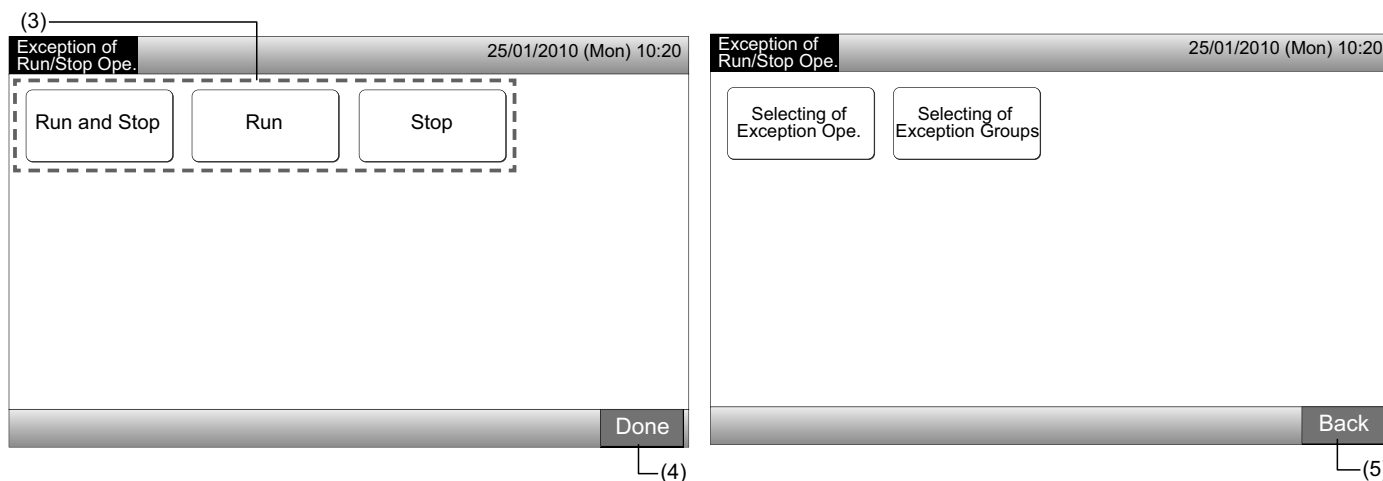 (3)
Exception of
Run/Stop Ope.
25/01/2010 (Mon) 10:20
Run and Stop
Run
Stop
Done
(4)
Exception of
Run/Stop Ope.
25/01/2010 (Mon) 10:20
Selecting of
Exception Ope.
Selecting of
Exception Groups
Back
(5)